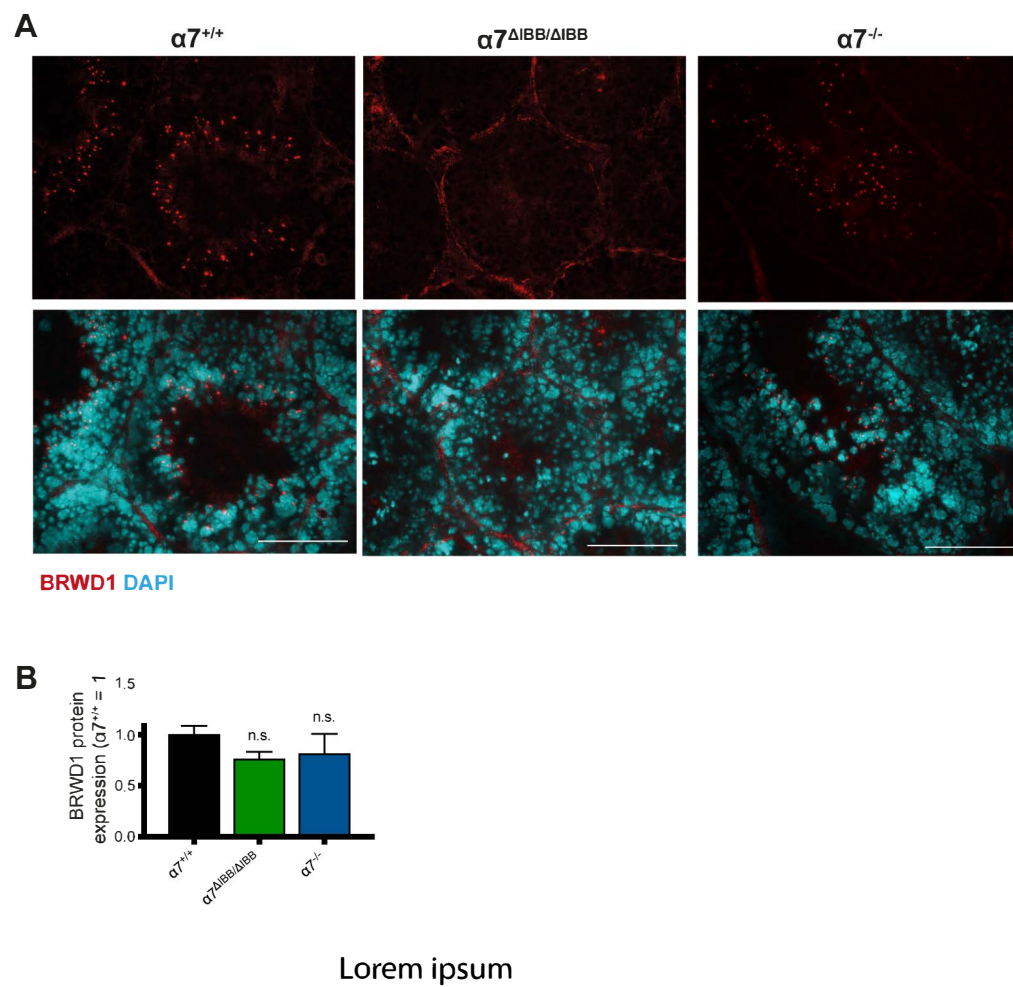 A
α7+/+ α7ΔIBB/ΔIBB α7-/-
BRWD1 DAPI
B
BRWD1 protein
expression (α7+/+ = 1
1.5
1.0
0.5
0.0
n.s.
n.s.
α7+/+
α7ΔIBB/ΔIBB
α7-/-
Lorem ipsum